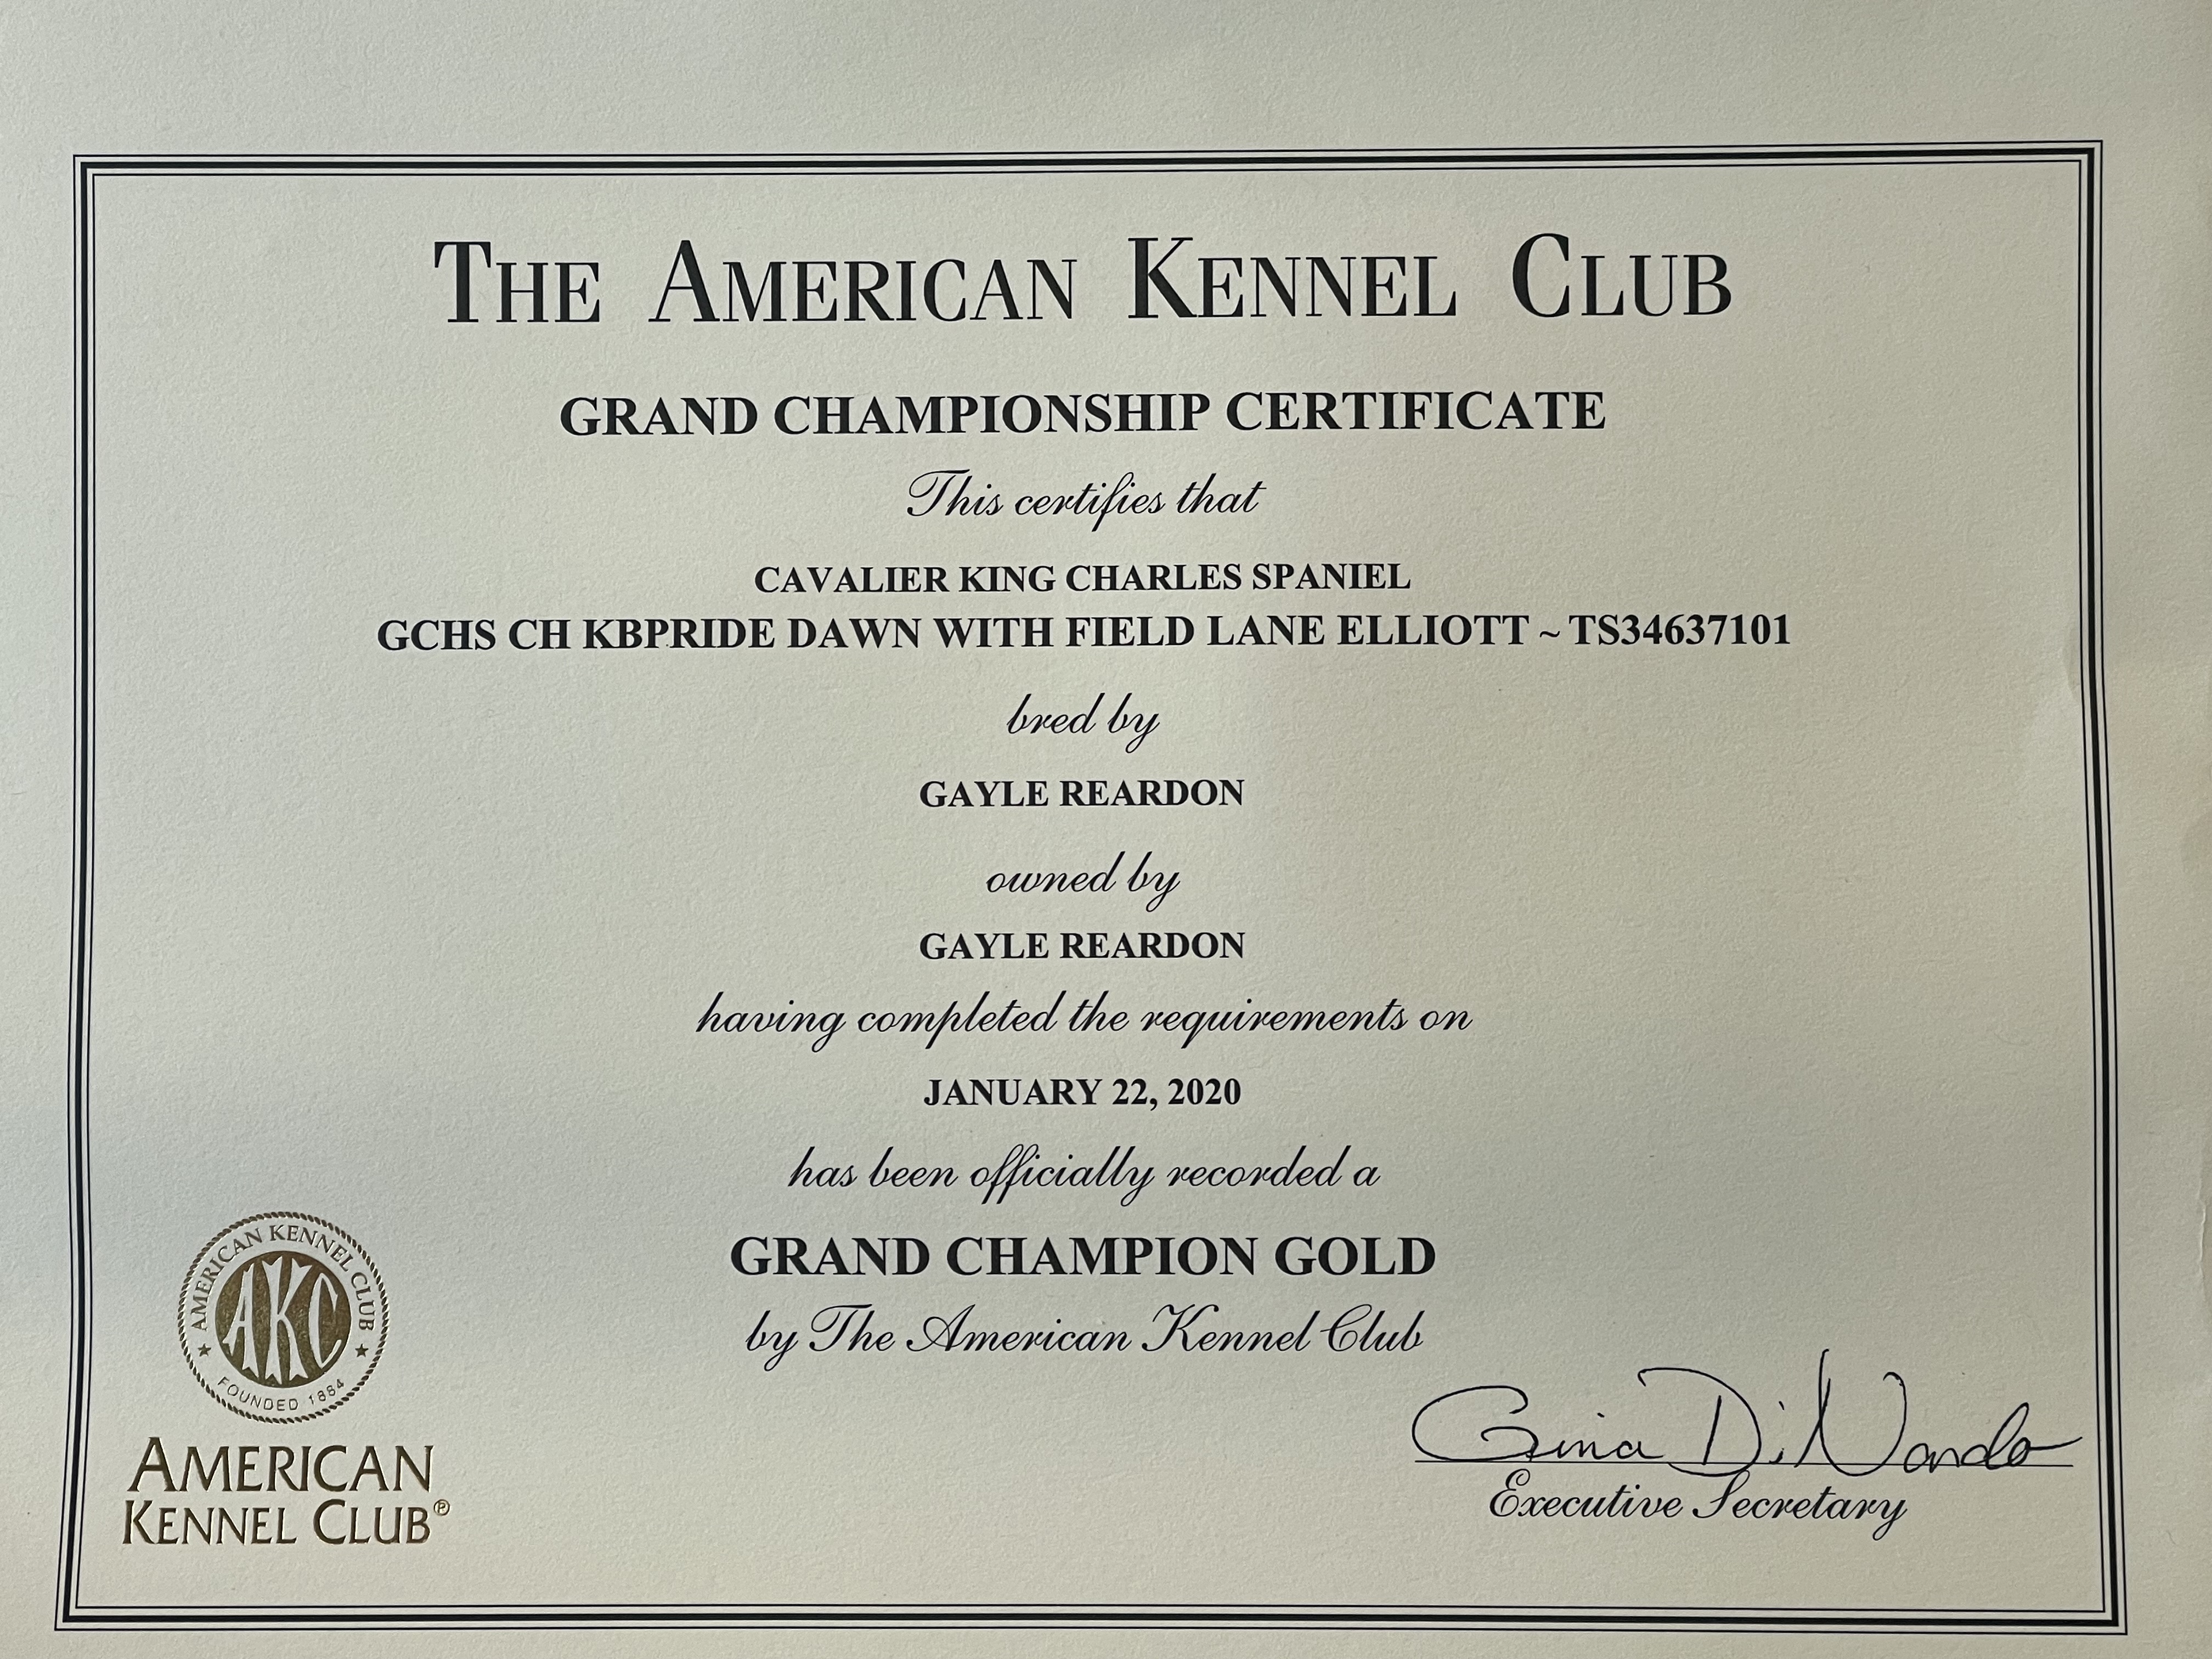 THE AMERICAN KENNEL CLUB
GRAND CHAMPIONSHIP CERTIFICATE
This certifies that
CAVALIER KING CHARLES SPANIEL
GCHS CH KBPRIDE DAWN WITH FIELD LANE ELLIOTT ~ TS34637101
bred by
GAYLE REARDON
owned by
GAYLE REARDON
having completed the requirements on
JANUARY 22, 2020
has been officially recorded a
GRAND CHAMPION GOLD
by The American Kennel Club
AMERICAN KENNEL CLUB
AKC
FOUNDED 1884
AMERICAN
KENNEL CLUB®
Gina DiNardo
Executive Secretary